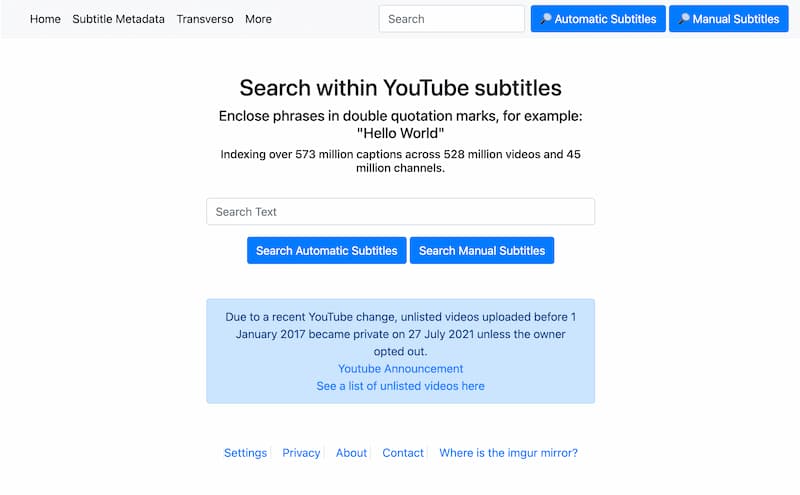 Home Subtitle Metadata Transverso More Search 🔎 Automatic Subtitles 🔎 Manual Subtitles
Search within YouTube subtitles
Enclose phrases in double quotation marks, for example:
"Hello World"
Indexing over 573 million captions across 528 million videos and 45
million channels.
Search Text
Search Automatic Subtitles Search Manual Subtitles
Due to a recent YouTube change, unlisted videos uploaded before 1
January 2017 became private on 27 July 2021 unless the owner
opted out.
Youtube Announcement
See a list of unlisted videos here
Settings Privacy About Contact Where is the imgur mirror?